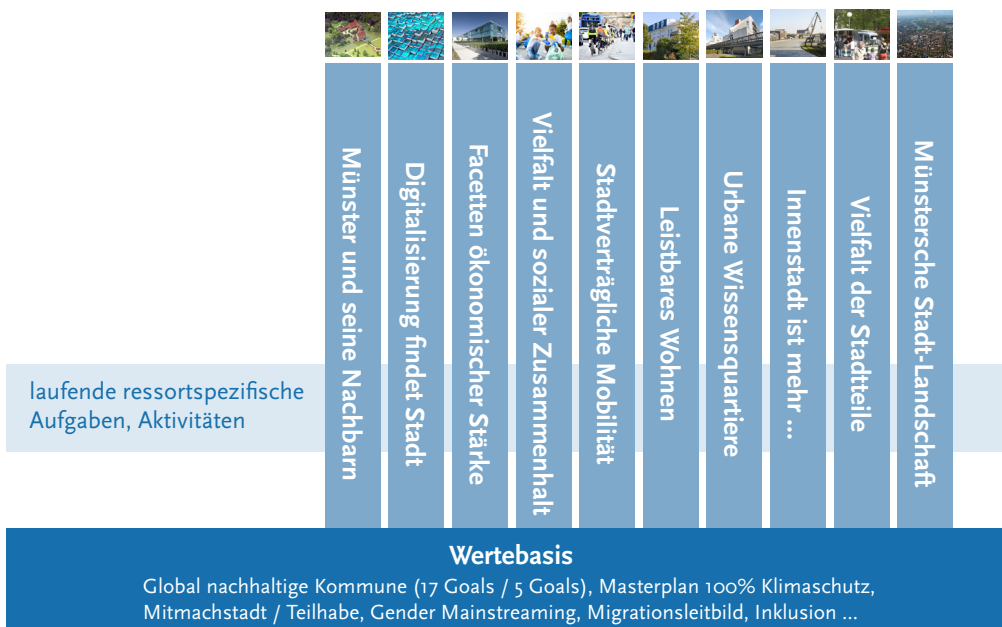 Münster und seine Nachbarn
Digitalisierung findet Stadt
Facetten ökonomischer Stärke
Vielfalt und sozialer Zusammenhalt
Stadtverträgliche Mobilität
Leistbares Wohnen
Urbane Wissensquartiere
Innenstadt ist mehr ...
Vielfalt der Stadtteile
Münstersche Stadt-Landschaft
laufende ressortspezifische
Aufgaben, Aktivitäten
Wertebasis
Global nachhaltige Kommune (17 Goals / 5 Goals), Masterplan 100% Klimaschutz,
Mitmachstadt / Teilhabe, Gender Mainstreaming, Migrationsleitbild, Inklusion ...